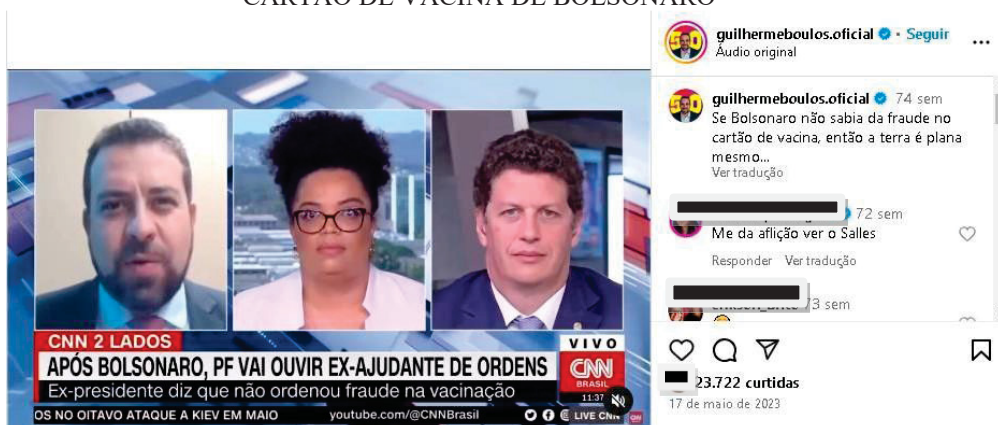 CARTÃO DE VACINA DE BOLSONARO
guilhermeboulos.oficial • Seguir
Áudio original
guilhermeboulos.oficial 74 sem
Se Bolsonaro não sabia da fraude no
cartão de vacina, então a terra é plana
mesmo...
Ver tradução
72 sem
Me da aflição ver o Salles
Responder Ver tradução
73 sem
CNN 2 LADOS
VIVO
APÓS BOLSONARO, PF VAI OUVIR EX-AJUDANTE DE ORDENS
CNN
BRASIL
Ex-presidente diz que não ordenou fraude na vacinação
11:37
OS NO OITAVO ATAQUE A KIEV EM MAIO
youtube.com/@CNNBrasil
LIVE CNN
23.722 curtidas
17 de maio de 2023